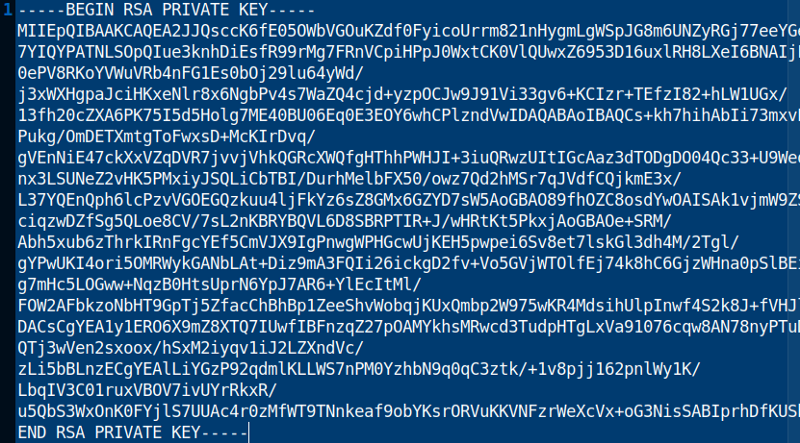 1 -----BEGIN RSA PRIVATE KEY-----
MIIEpQIBAAKCAQEA2JJQsccK6fE05OWbVGOuKZdf0FyicoUrrm821nHygmLgWSpJG8m6UNZyRGj77eeYG
7YIQYPATNLSOpQIue3knhDiEsfR99rMg7FRnVCpiHPpJ0WxtCK0VlQUwxZ6953D16uxlRH8LXeI6BNAIj
0ePV8RKoYVWuVRb4nFG1Es0bOj29lu64yWd/
j3xWXHgpaJciHKxeNlr8x6NgbPv4s7WaZQ4cjd+yzpOCJw9J91Vi33gv6+KCIzr+TEfzI82+hLW1UGx/
13fh20cZXA6PK75I5d5Holg7ME40BU06Eq0E3EOY6whCPlzndVwIDAQABAoIBAQCs+kh7hihAbIi73mxv
Pukg/OmDETXmtgToFwxsD+McKIrDvq/
gVEnNiE47ckXxVZqDVR7jvvjVhkQGRcXWQfgHThhPWHJI+3iuQRwzUItIGcAaz3dTODgDO04Qc33+U9We
nx3LSUNeZ2vHK5PMxiyJSQLiCbTBI/DurhMelbFX50/owz7Qd2hMSr7qJVdfCQjkmE3x/
L37YQEnQph6lcPzvVGOEGQzkuu4ljFkYz6sZ8GMx6GZYD7sW5AoGBAO89fhOZC8osdYwOAISAk1vjmW9Z
ciqzwDZfSg5QLoe8CV/7sL2nKBRYBQVL6D8SBRPTIR+J/wHRtKt5PkxjAoGBAOe+SRM/
Abh5xub6zThrkIRnFgcYEf5CmVJX9IgPnwgWPHGcwUjKEH5pwpei6Sv8et7lskGl3dh4M/2Tgl/
gYPwUKI4ori5OMRWykGANbLAt+Diz9mA3FQIi26ickgD2fv+Vo5GVjWTOlfEj74k8hC6GjzWHna0pSlBE
g7mHc5LOGww+NqzB0HtsUprN6YpJ7AR6+YlEcItMl/
FOW2AFbkzoNbHT9GpTj5ZfacChBhBp1ZeeShvWobqjKUxQmbp2W975wKR4MdsihUlpInwf4S2k8J+fVHJ
DACsCgYEA1y1ERO6X9mZ8XTQ7IUwfIBFnzqZ27pOAMYkhsMRwcd3TudpHTgLxVa91076cqw8AN78nyPTu
QTj3wVen2sxoox/hSxM2iyqv1iJ2LZXndVc/
zLi5bBLnzECgYEAlLiYGzP92qdmlKLLWS7nPM0YzhbN9q0qC3ztk/+1v8pjj162pnlWy1K/
LbqIV3C01ruxVBOV7ivUYrRkxR/
u5QbS3WxOnK0FYjlS7UUAc4r0zMfWT9TNnkeaf9obYKsrORVuKKVNFzrWeXcVx+oG3NisSABIprhDfKUS
END RSA PRIVATE KEY-----